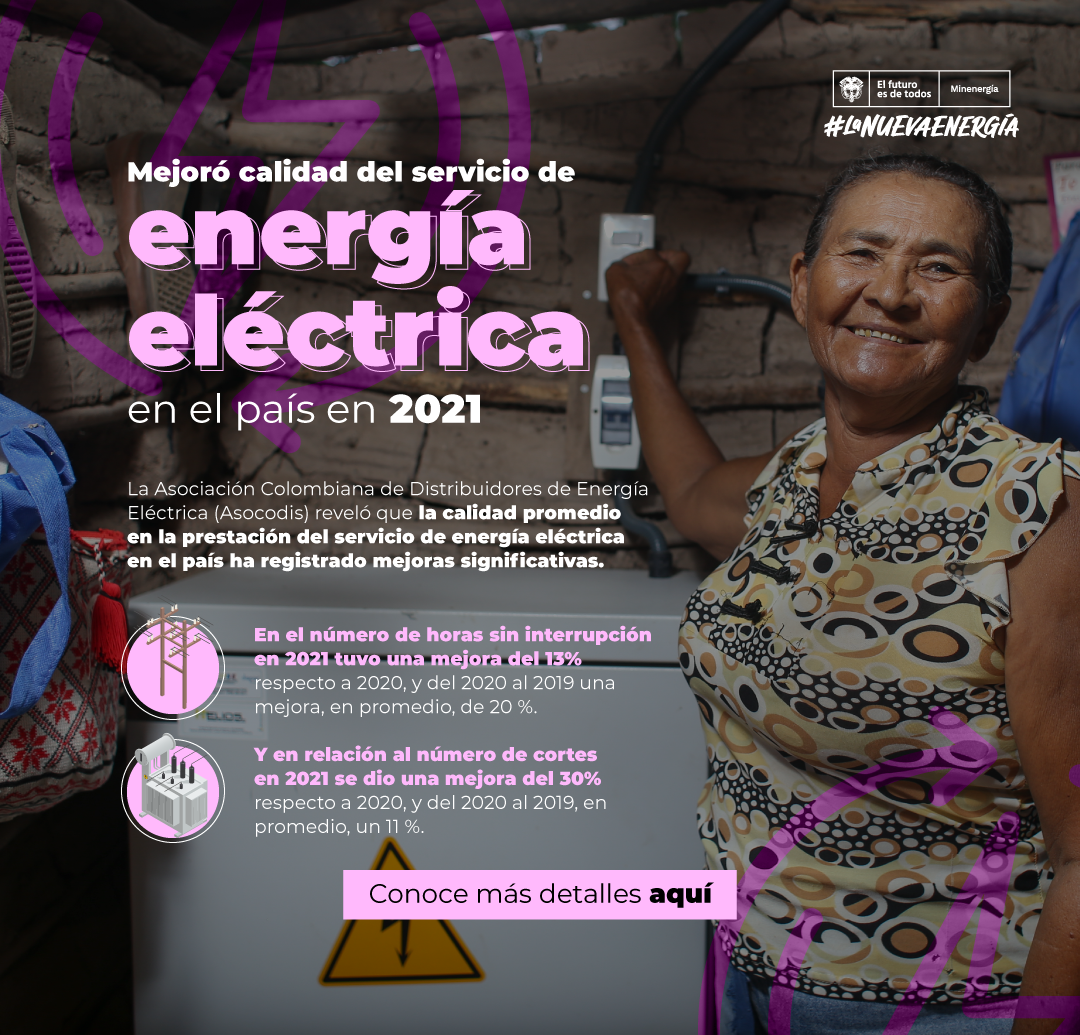 El futuro
es de todos
Minenergía
#LaNUEVAENERGÍA
Mejoró calidad del servicio de
energía
eléctrica
en el país en 2021
La Asociación Colombiana de Distribuidores de Energía
Eléctrica (Asocodis) reveló que la calidad promedio
en la prestación del servicio de energía eléctrica
en el país ha registrado mejoras significativas.
En el número de horas sin interrupción
en 2021 tuvo una mejora del 13%
respecto a 2020, y del 2020 al 2019 una
mejora, en promedio, de 20 %.
Y en relación al número de cortes
en 2021 se dio una mejora del 30%
respecto a 2020, y del 2020 al 2019, en
promedio, un 11 %.
Conoce más detalles aquí